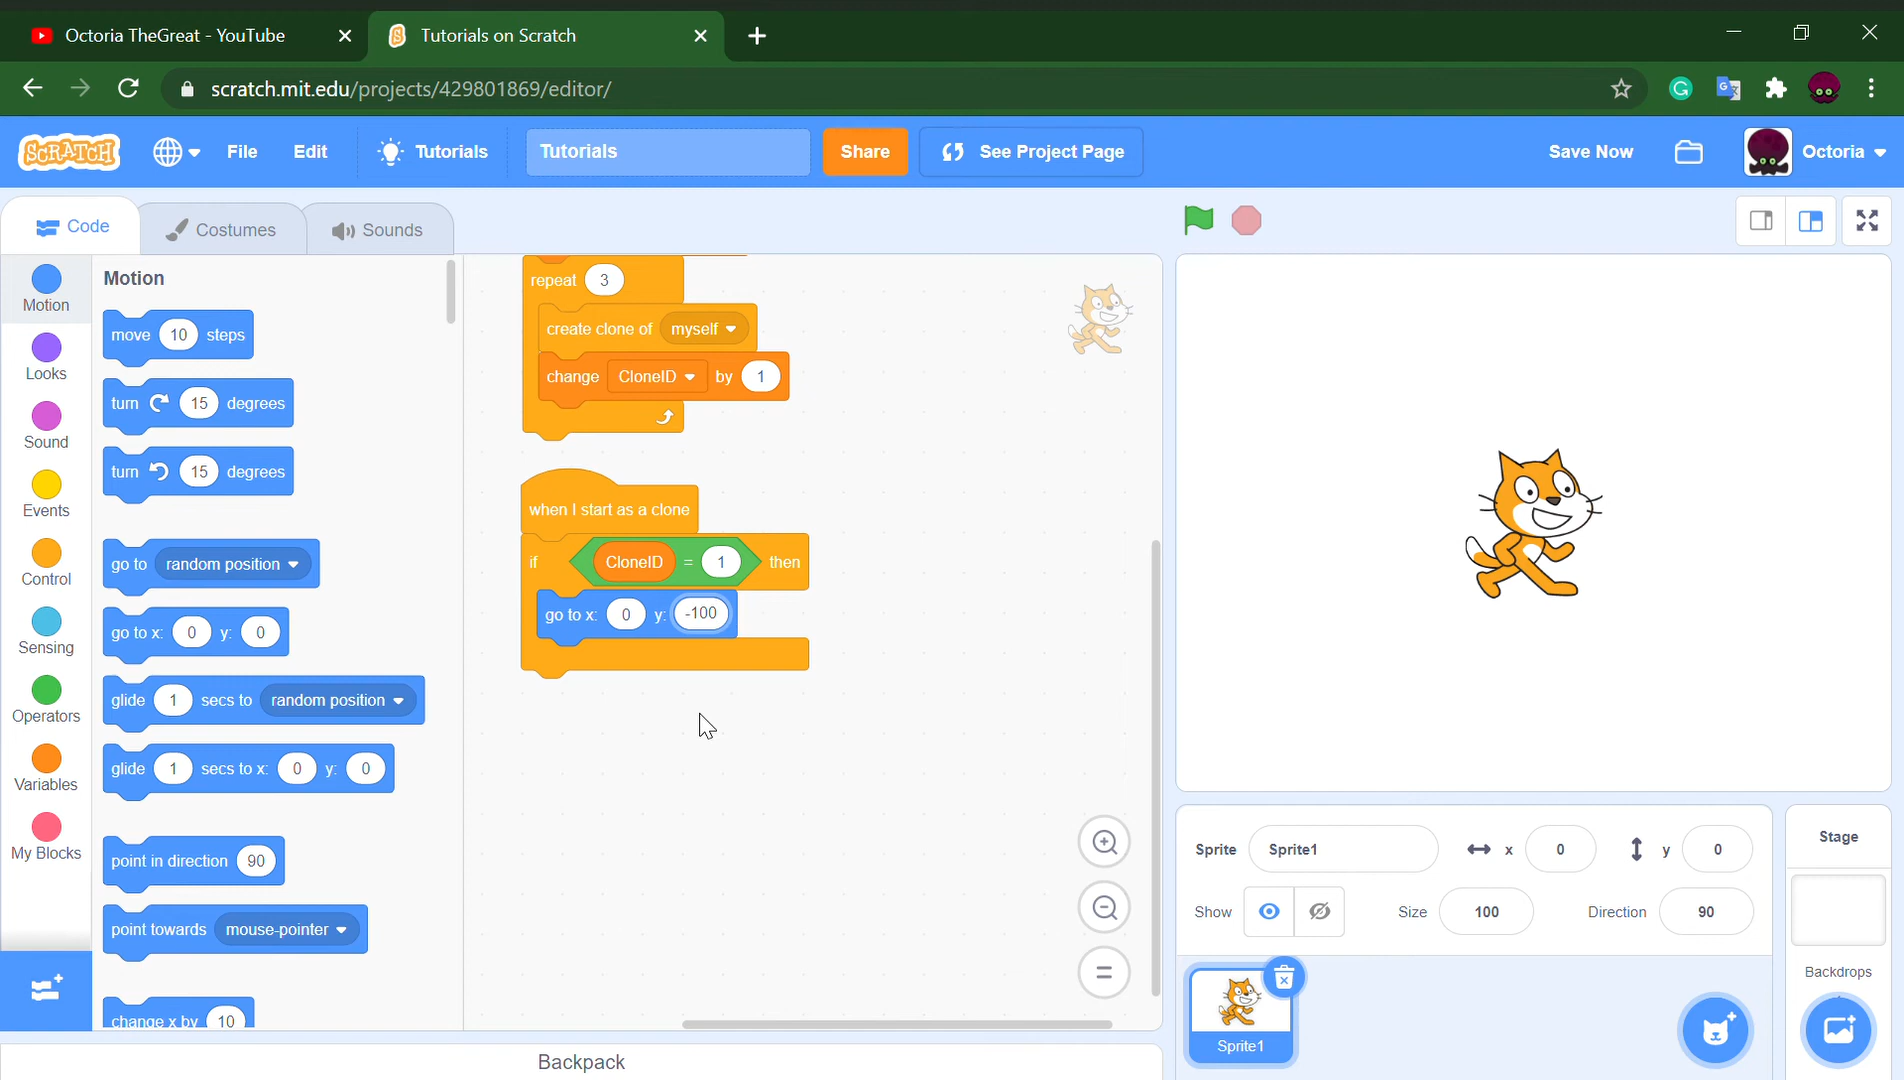 Octoria TheGreat - YouTube
Tutorials on Scratch
scratch.mit.edu/projects/429801869/editor/
SCRATCH
File
Edit
Tutorials
Tutorials
Share
See Project Page
Save Now
Octoria
Code
Costumes
Sounds
Motion
Looks
Sound
Events
Control
Sensing
Operators
Variables
My Blocks
Motion
move 10 steps
turn 15 degrees
turn 15 degrees
go to random position
go to x: 0 y: 0
glide 1 secs to random position
glide 1 secs to x: 0 y: 0
point in direction 90
point towards mouse-pointer
change x by 10
repeat 3
create clone of myself
change CloneID by 1
when I start as a clone
if CloneID = 1 then
go to x: 0 y: -100
Backpack
Sprite Sprite1 x 0 y 0
Show Size 100 Direction 90
Sprite1
Stage
Backdrops